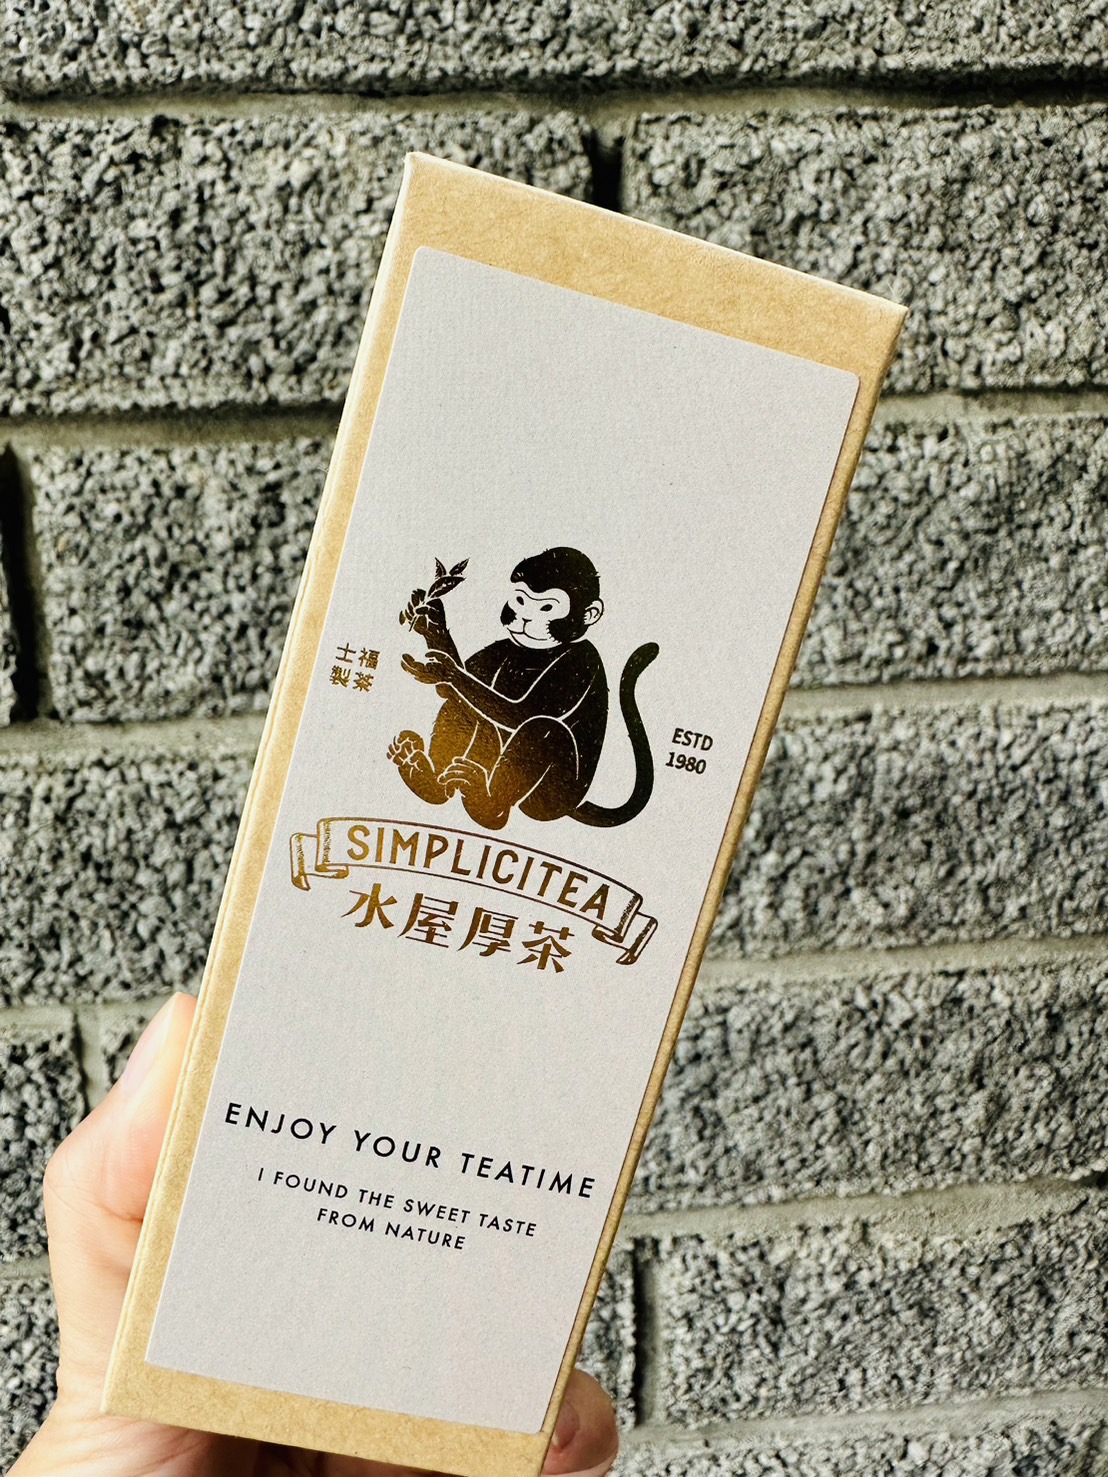 士福
製茶
ESTD
1980
SIMPLICITEA
水屋厚茶
ENJOY YOUR TEATIME
I FOUND THE SWEET TASTE
FROM NATURE